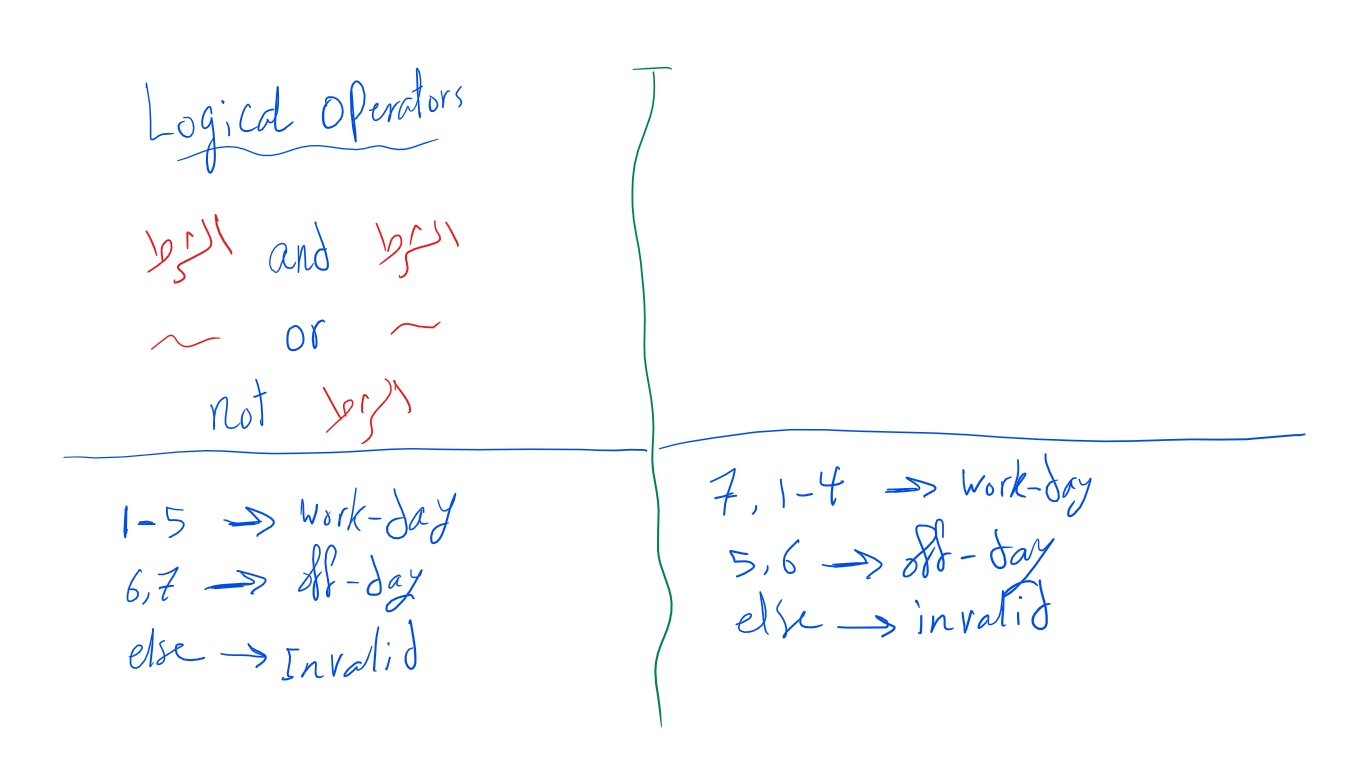 Logical operators
الشرط and الشرط
or
not الشرط
1-5 → work-day
6,7 → off-day
else → Invalid
7, 1-4 → work-day
5,6 → off-day
else → invalid